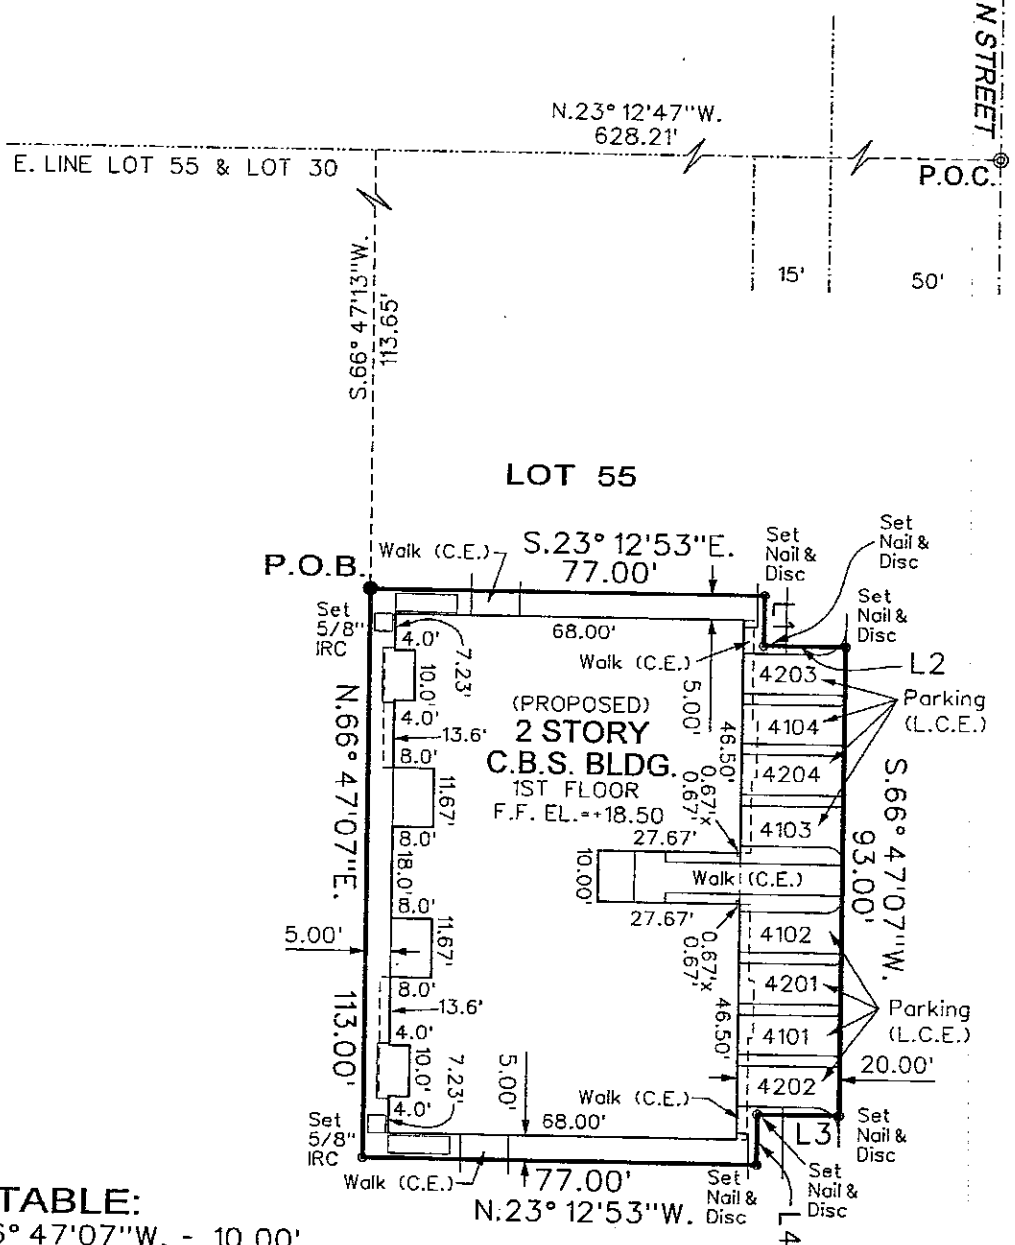 N STREET
N.23° 12'47"W.
628.21'
E. LINE LOT 55 & LOT 30
P.O.C.
15'
50'
S.66° 47'13"W.
113.65'
LOT 55
P.O.B.
Walk (C.E.)
S.23° 12'53"E.
77.00'
Set
Nail &
Disc
Set
Nail &
Disc
Set
Nail &
Disc
L1
L2
Set
5/8"
IRC
4.0'
7.23'
68.00'
Walk (C.E.)
5.00'
10.0'
4.0'
13.6'
8.0'
11.67'
8.0'
18.0'
8.0'
11.67'
8.0'
13.6'
4.0'
10.0'
7.23'
4.0'
(PROPOSED)
2 STORY
C.B.S. BLDG.
1ST FLOOR
F.F. EL.=+18.50
46.50'
0.67'x
0.67'
27.67'
10.00'
Walk (C.E.)
27.67'
0.67'x
0.67'
46.50'
4203
4104
4204
4103
4102
4201
4101
4202
Parking
(L.C.E.)
Parking
(L.C.E.)
S.66° 47'07"W.
93.00'
20.00'
N.66° 47'07"E.
113.00'
5.00'
5.00'
Walk (C.E.)
68.00'
Set
5/8"
IRC
Walk (C.E.)
77.00'
N.23° 12'53"W.
Set
Nail &
Disc
Set
Nail &
Disc
L3
Set
Nail &
Disc
L4
TABLE:
6° 47'07"W. - 10.00'